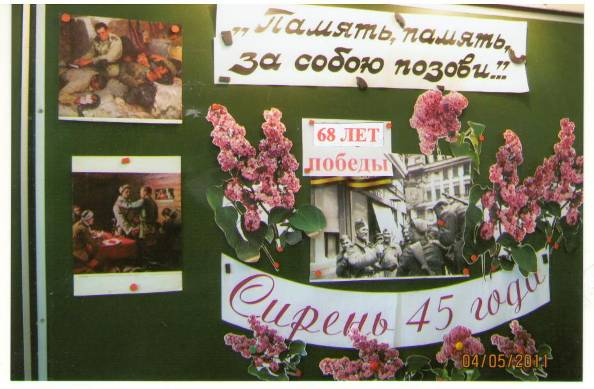 „Память, память,
за собою позови..."
68 ЛЕТ
победы
Сирень 45 года
04/05/2011